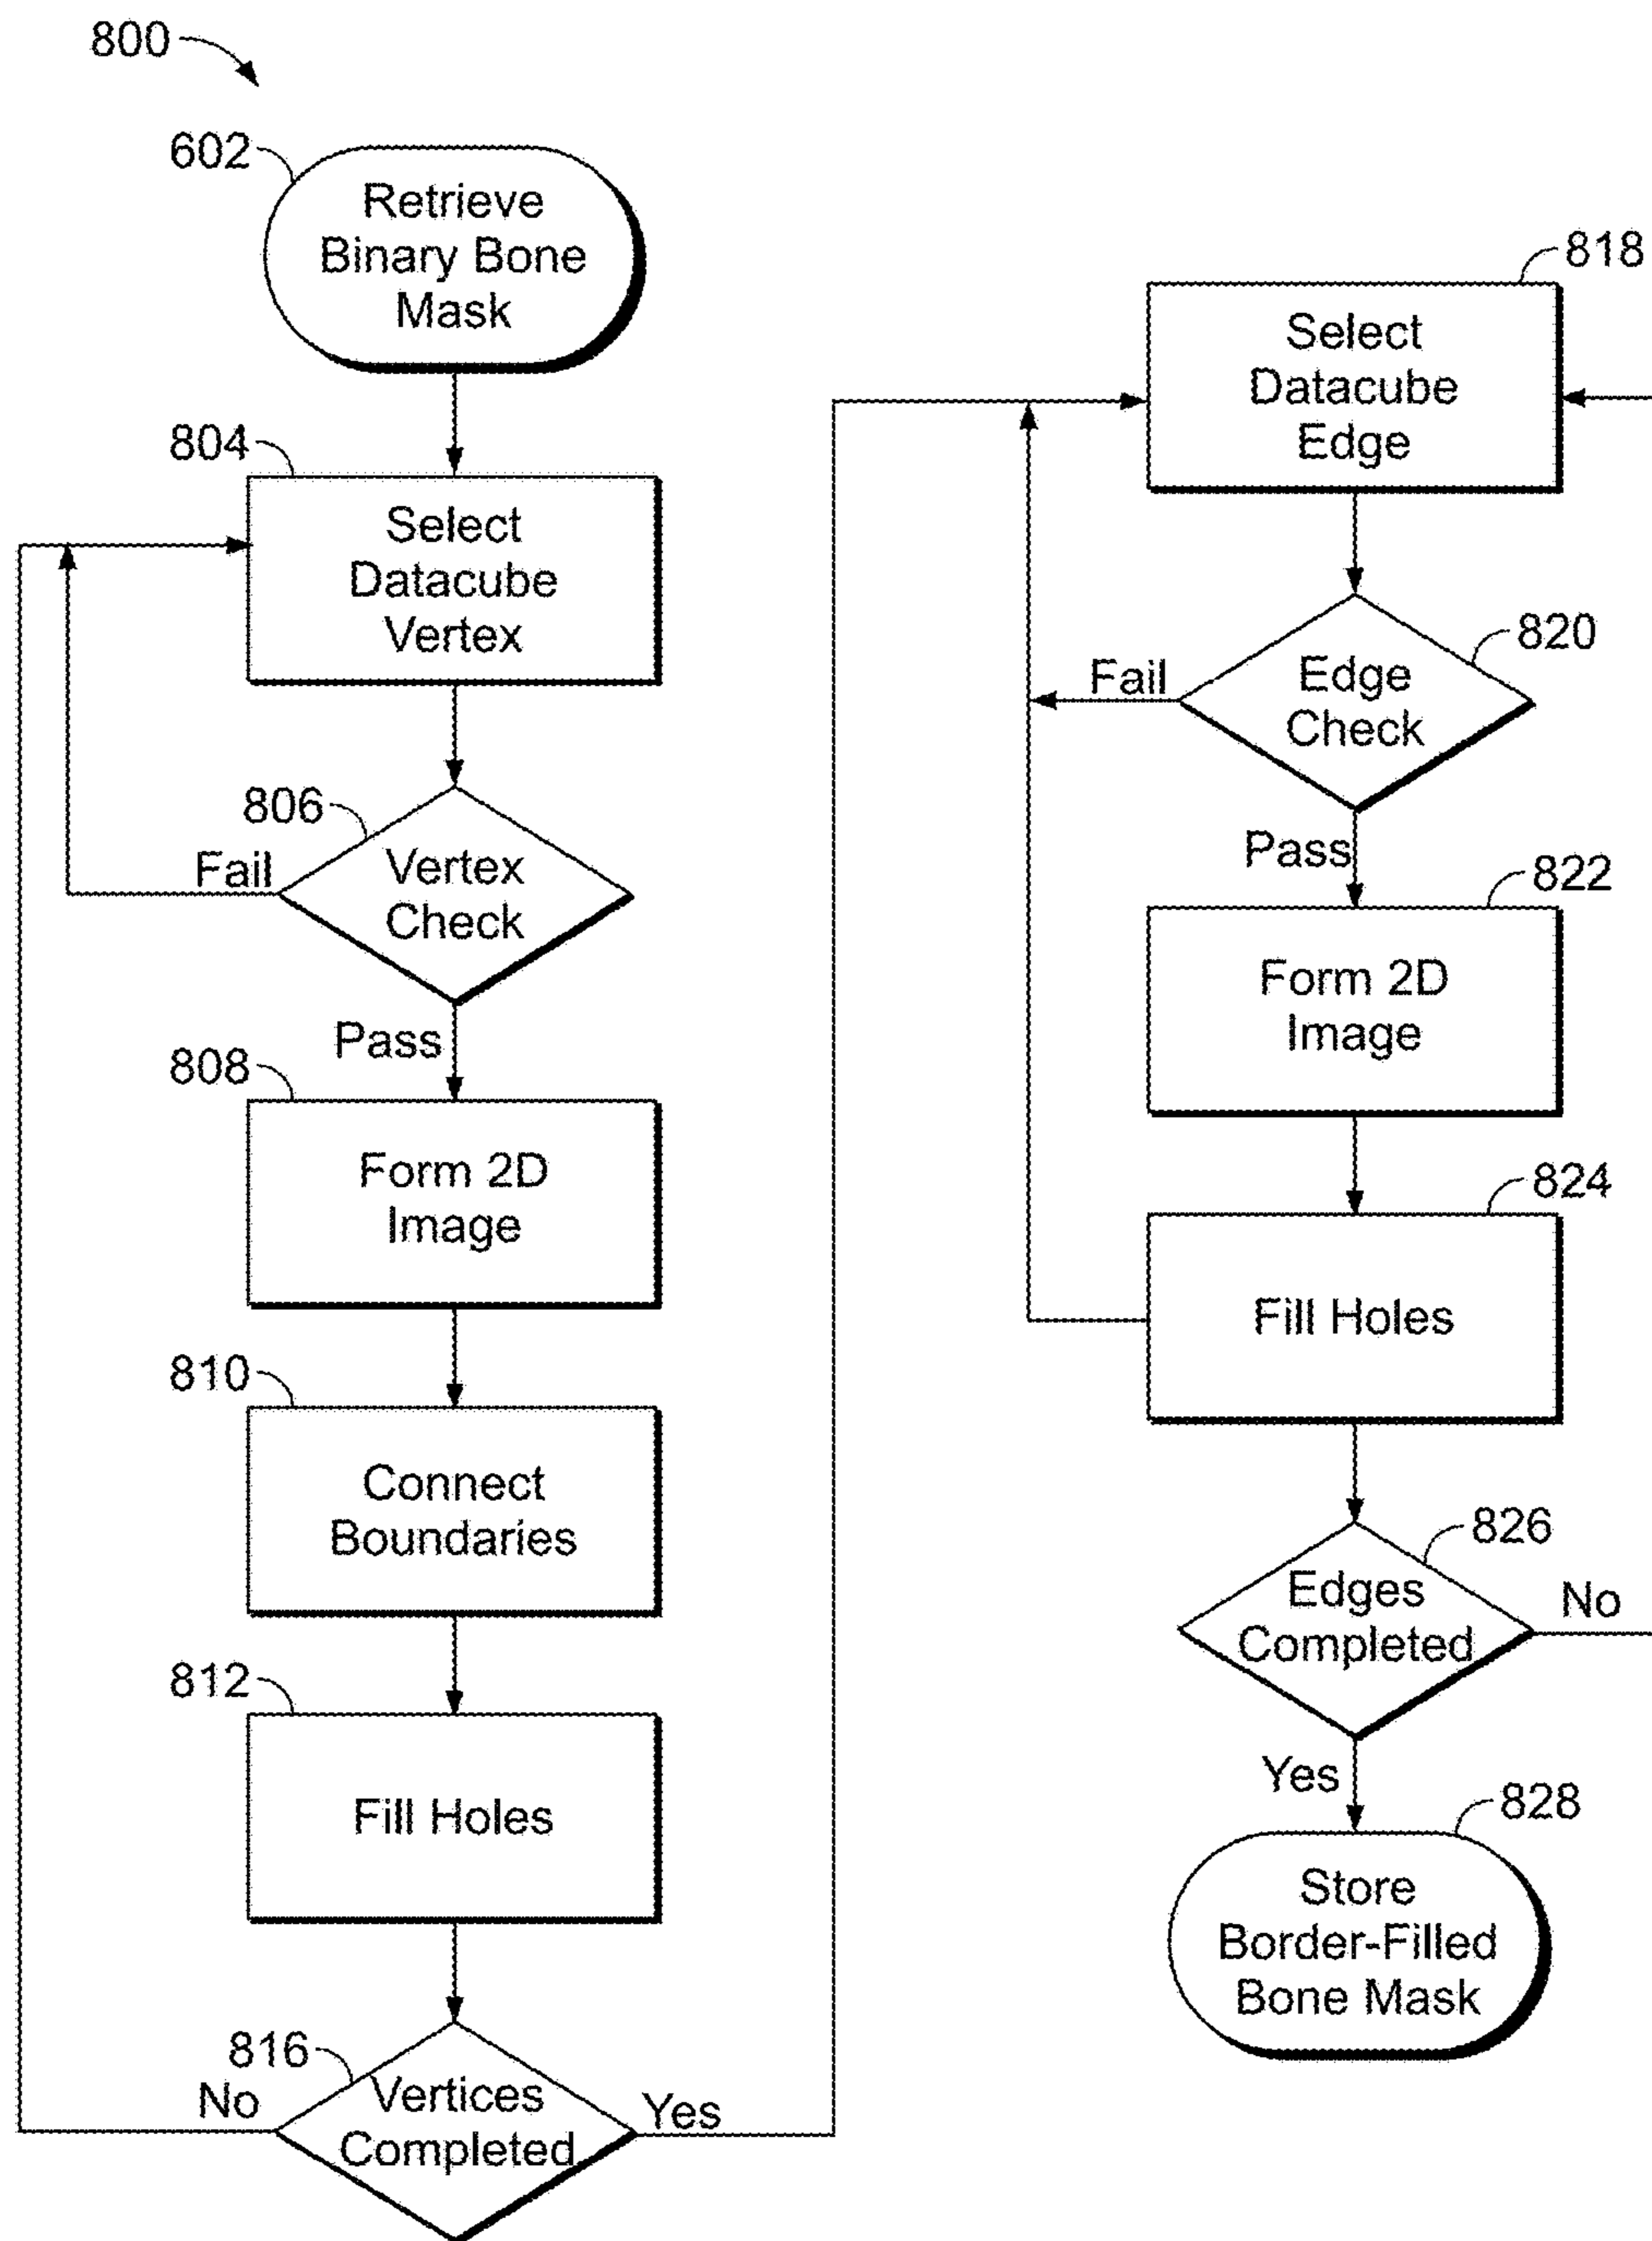 800
602
Retrieve
Binary Bone
Mask
804
Select
Datacube
Vertex
806
Fail
Vertex
Check
Pass
808
Form 2D
Image
810
Connect
Boundaries
812
Fill Holes
816
No
Vertices
Completed
Yes
818
Select
Datacube
Edge
820
Fail
Edge
Check
Pass
822
Form 2D
Image
824
Fill Holes
826
Edges
Completed
No
Yes
828
Store
Border-Filled
Bone Mask